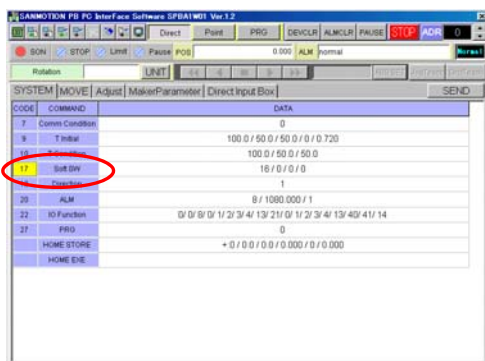 SANMOTION PB PC InterFace Software SPBA1W01 Ver.1.2
Direct Point PRG DEVCLR ALMCLR PAUSE STOP ADR 0
SON STOP Limit Pause POS 0.000 ALM normal Normal
Rotation UNIT
SYSTEM MOVE Adjust MakerParameter Direct Input Box SEND
CODE COMMAND DATA
7 Comm Condition 0
9 T Initial 100.0 / 50.0 / 50.0 / 0 / 0.720
10 T Condition 100.0 / 50.0 / 50.0
17 Soft SW 16 / 0 / 0 / 0
Direction 1
20 ALM 8 / 1080.000 / 1
22 IO Function 0/ 0/ 8/ 0/ 1/ 2/ 3/ 4/ 13/ 21/ 0/ 1/ 2/ 3/ 4/ 13/ 40/ 41/ 14
27 PRG 0
HOME STORE + 0 / 0.0 / 0.0 / 0.000 / 0 / 0.000
HOME EXE